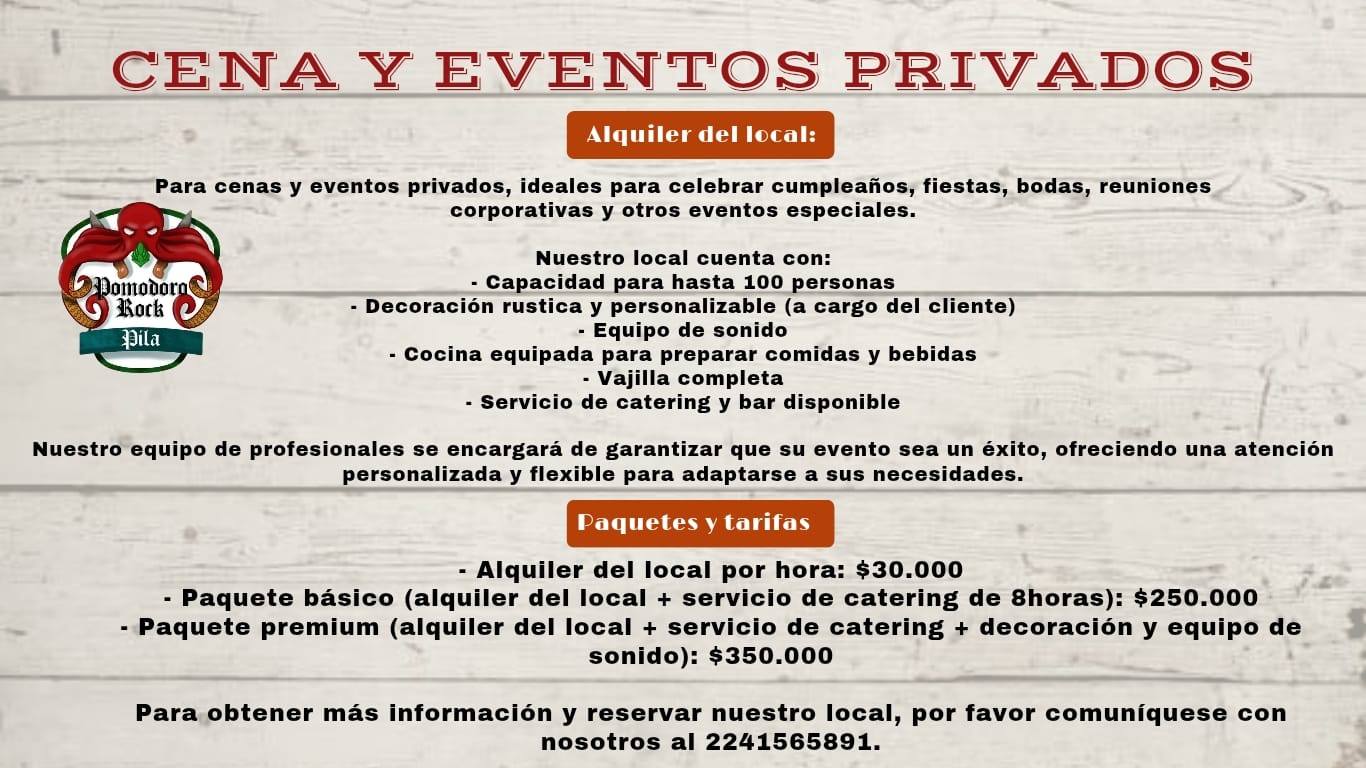 CENA Y EVENTOS PRIVADOS
Alquiler del local:
Para cenas y eventos privados, ideales para celebrar cumpleaños, fiestas, bodas, reuniones
corporativas y otros eventos especiales.
Pomodoro
Rock
Pila
Nuestro local cuenta con:
- Capacidad para hasta 100 personas
- Decoración rustica y personalizable (a cargo del cliente)
- Equipo de sonido
- Cocina equipada para preparar comidas y bebidas
- Vajilla completa
- Servicio de catering y bar disponible
Nuestro equipo de profesionales se encargará de garantizar que su evento sea un éxito, ofreciendo una atención
personalizada y flexible para adaptarse a sus necesidades.
Paquetes y tarifas
- Alquiler del local por hora: $30.000
- Paquete básico (alquiler del local + servicio de catering de 8horas): $250.000
- Paquete premium (alquiler del local + servicio de catering + decoración y equipo de
sonido): $350.000
Para obtener más información y reservar nuestro local, por favor comuníquese con
nosotros al 2241565891.